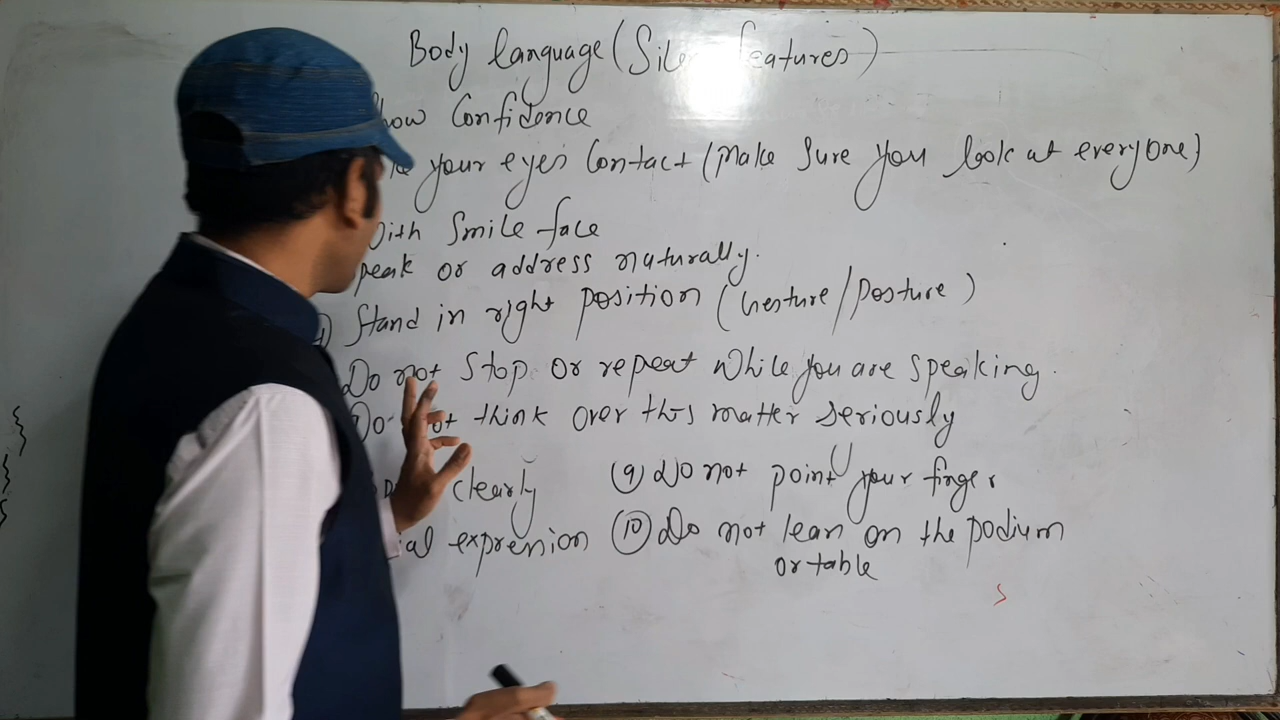 Body language (Sile features)
how Confidence
your eye's Contact (Make Sure you look at everyone)
With Smile face
peak or address naturally.
Stand in right position (Gesture/Posture)
Do not Stop or repeat While you are speaking.
Do not think over this matter seriously
clearly (9) Do not point your finger.
ial expression (10) Do not lean on the podium
or table